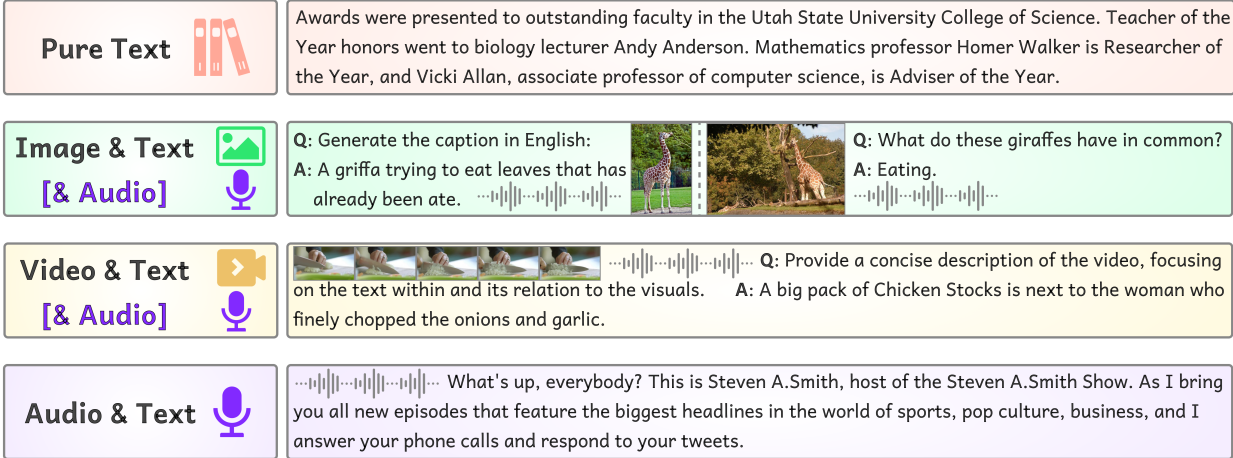 Pure Text
Awards were presented to outstanding faculty in the Utah State University College of Science. Teacher of the
Year honors went to biology lecturer Andy Anderson. Mathematics professor Homer Walker is Researcher of
the Year, and Vicki Allan, associate professor of computer science, is Adviser of the Year.
Image & Text
[& Audio]
Q: Generate the caption in English:
A: A griffa trying to eat leaves that has
already been ate.
Q: What do these giraffes have in common?
A: Eating.
Video & Text
[& Audio]
Q: Provide a concise description of the video, focusing
on the text within and its relation to the visuals. A: A big pack of Chicken Stocks is next to the woman who
finely chopped the onions and garlic.
Audio & Text
What's up, everybody? This is Steven A.Smith, host of the Steven A.Smith Show. As I bring
you all new episodes that feature the biggest headlines in the world of sports, pop culture, business, and I
answer your phone calls and respond to your tweets.